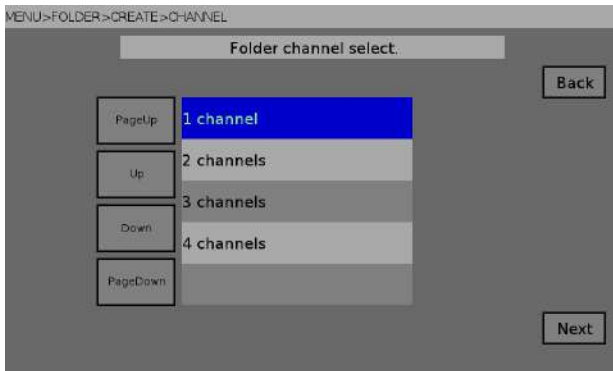 MENU>FOLDER>CREATE>CHANNEL
Folder channel select.
Back
PageUp
1 channel
Up
2 channels
3 channels
Down
4 channels
PageDown
Next